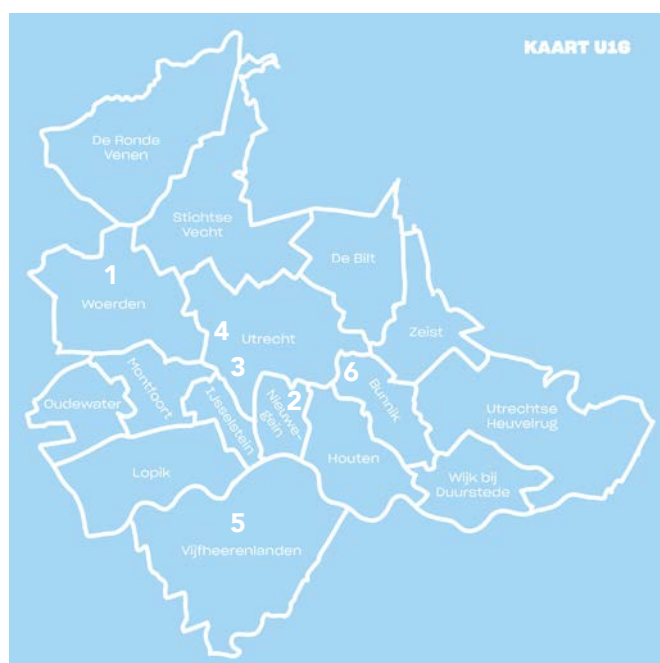 KAART U16
De Ronde
Venen
Stichtse
Vecht
De Bilt
1
Woerden
4
Utrecht
Zeist
3
6
Bunnik
Montfoort
IJsselstein
2
Nieuwe-
gein
Oudewater
Utrechtse
Heuvelrug
Lopik
Houten
Wijk bij
Duurstede
5
Vijfheerenlanden